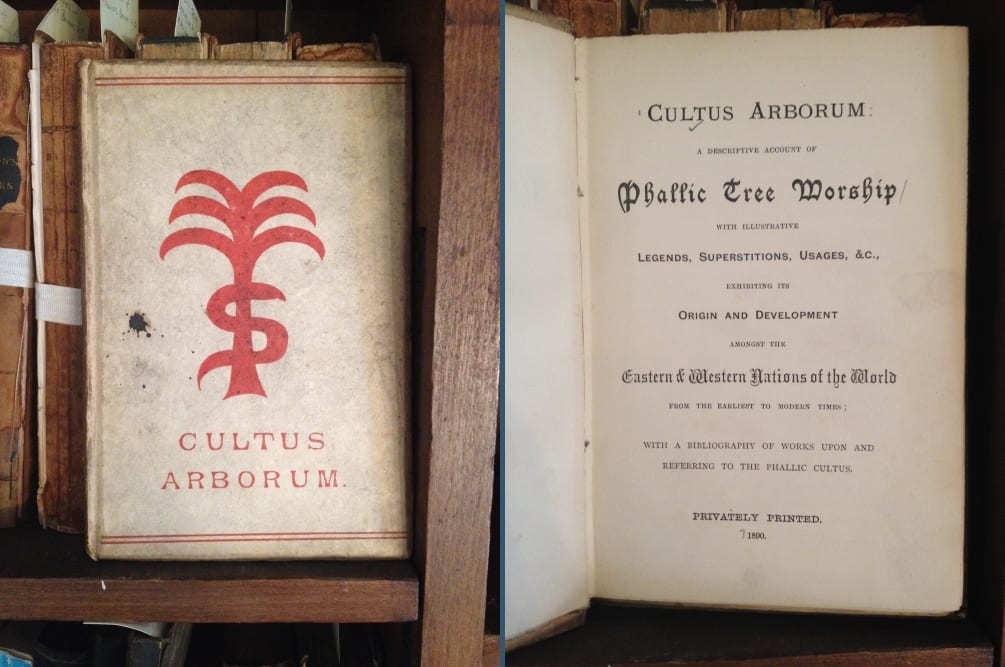 CULTUS
ARBORUM.
CULTUS ARBORUM:
A DESCRIPTIVE ACCOUNT OF
Phallic Tree Worship
WITH ILLUSTRATIVE
LEGENDS, SUPERSTITIONS, USAGES, &C.,
EXHIBITING ITS
ORIGIN AND DEVELOPMENT
AMONGST THE
Eastern & Western Nations of the World
FROM THE EARLIEST TO MODERN TIMES;
WITH A BIBLIOGRAPHY OF WORKS UPON AND
REFERRING TO THE PHALLIC CULTUS.
PRIVATELY PRINTED.
1890.